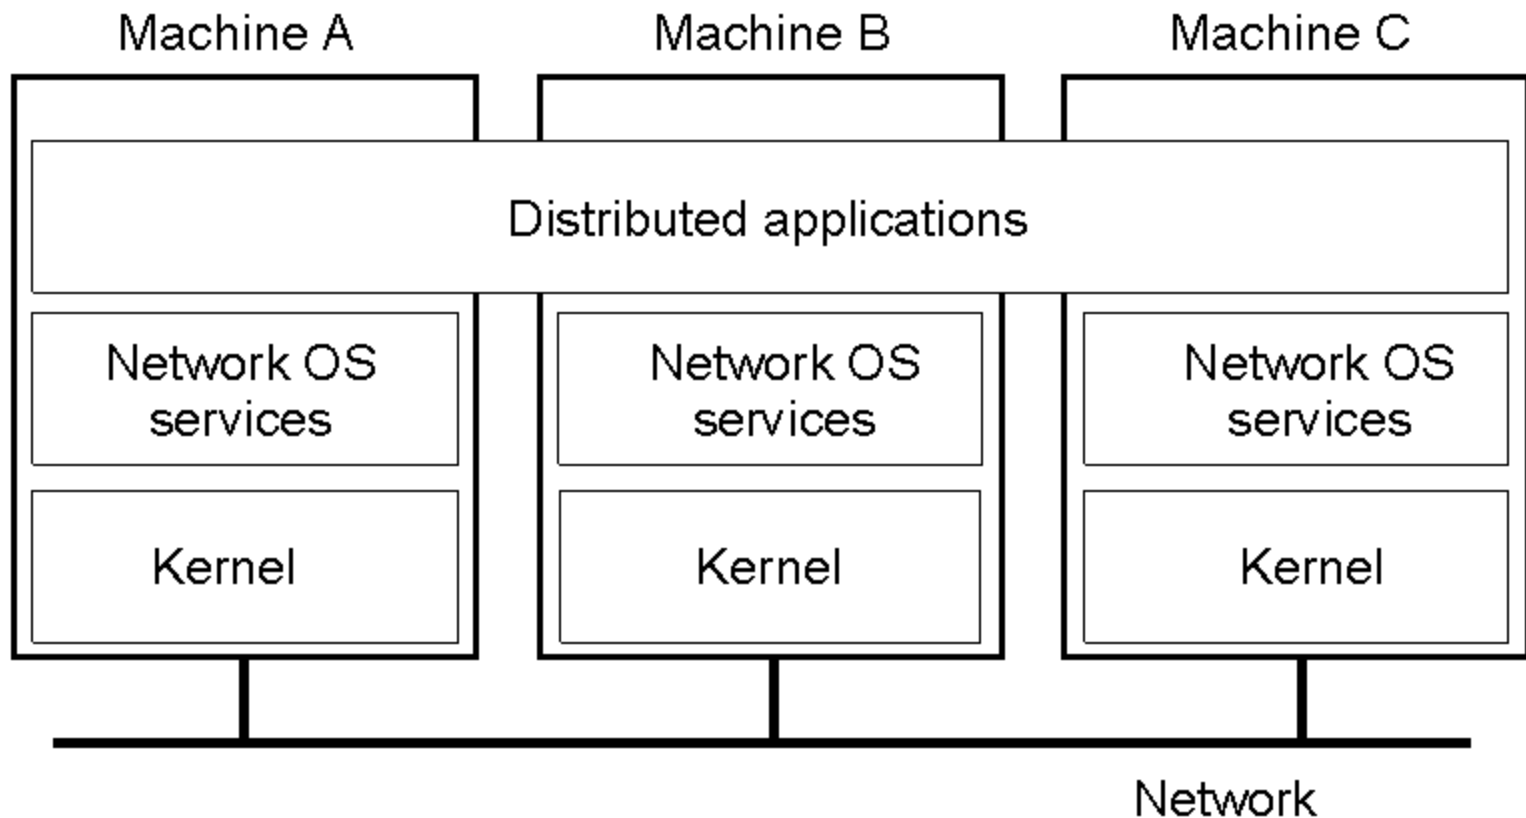 Machine A
Machine B
Machine C
Distributed applications
Network OS
services
Network OS
services
Network OS
services
Kernel
Kernel
Kernel
Network